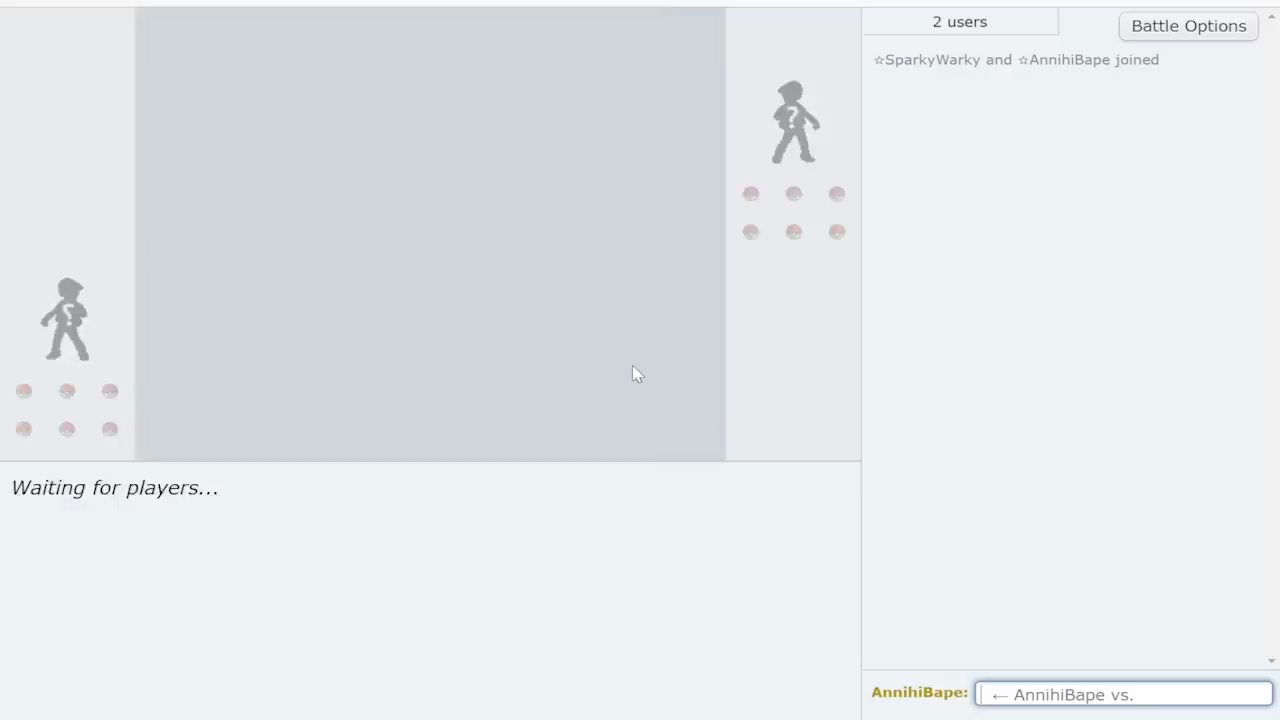 2 users
Battle Options
☆SparkyWarky and ☆AnnihiBape joined
?
?
Waiting for players...
AnnihiBape:
← AnnihiBape vs.